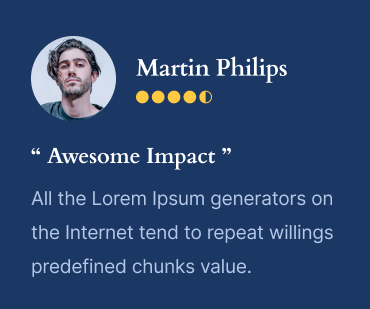 Martin Philips
“ Awesome Impact ”
All the Lorem Ipsum generators on
the Internet tend to repeat willings
predefined chunks value.